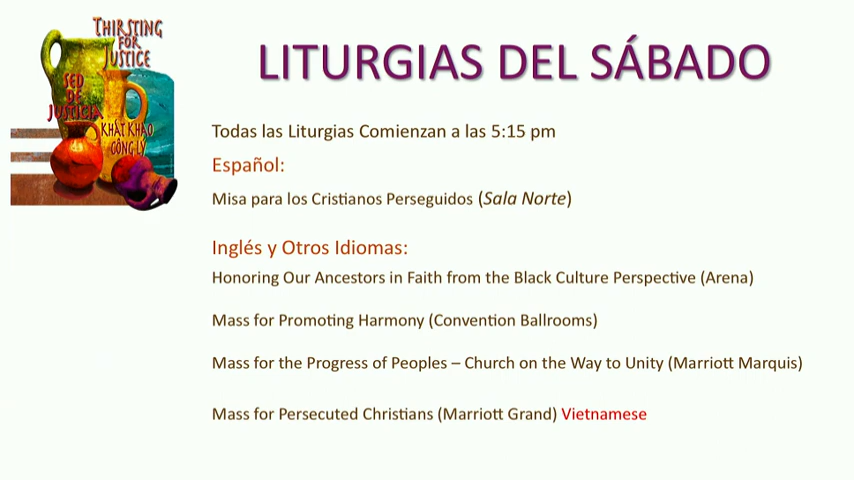 THIRSTING
FOR
JUSTICE
SED
DE
JUSTICIA
KHÁT KHAO
CÔNG LÝ
LITURGIAS DEL SÁBADO
Todas las Liturgias Comienzan a las 5:15 pm
Español:
Misa para los Cristianos Perseguidos (Sala Norte)
Inglés y Otros Idiomas:
Honoring Our Ancestors in Faith from the Black Culture Perspective (Arena)
Mass for Promoting Harmony (Convention Ballrooms)
Mass for the Progress of Peoples – Church on the Way to Unity (Marriott Marquis)
Mass for Persecuted Christians (Marriott Grand) Vietnamese